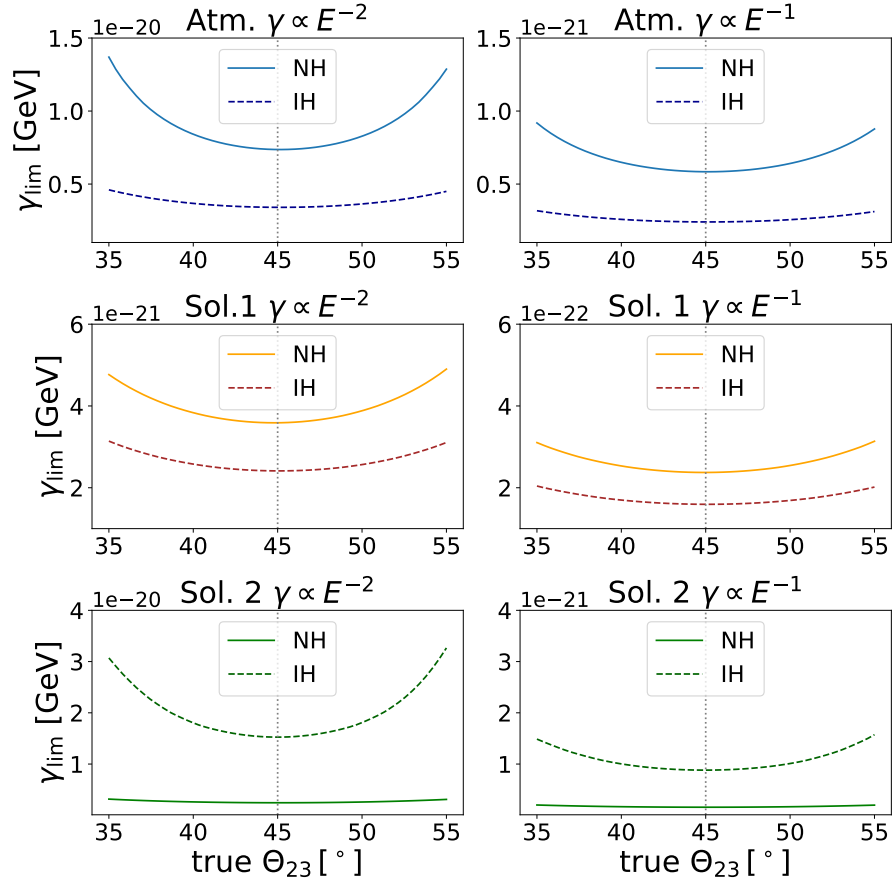 Atm. γ ∝ E⁻²
1e−20
γlim [GeV]
1.5
1.0
0.5
NH
IH
35 40 45 50 55
Atm. γ ∝ E⁻¹
1e−21
1.5
1.0
0.5
NH
IH
35 40 45 50 55
Sol.1 γ ∝ E⁻²
1e−21
γlim [GeV]
6
4
2
NH
IH
35 40 45 50 55
Sol. 1 γ ∝ E⁻¹
1e−22
6
4
2
NH
IH
35 40 45 50 55
Sol. 2 γ ∝ E⁻²
1e−20
γlim [GeV]
4
3
2
1
NH
IH
35 40 45 50 55
true Θ₂₃ [°]
Sol. 2 γ ∝ E⁻¹
1e−21
4
3
2
1
NH
IH
35 40 45 50 55
true Θ₂₃ [°]